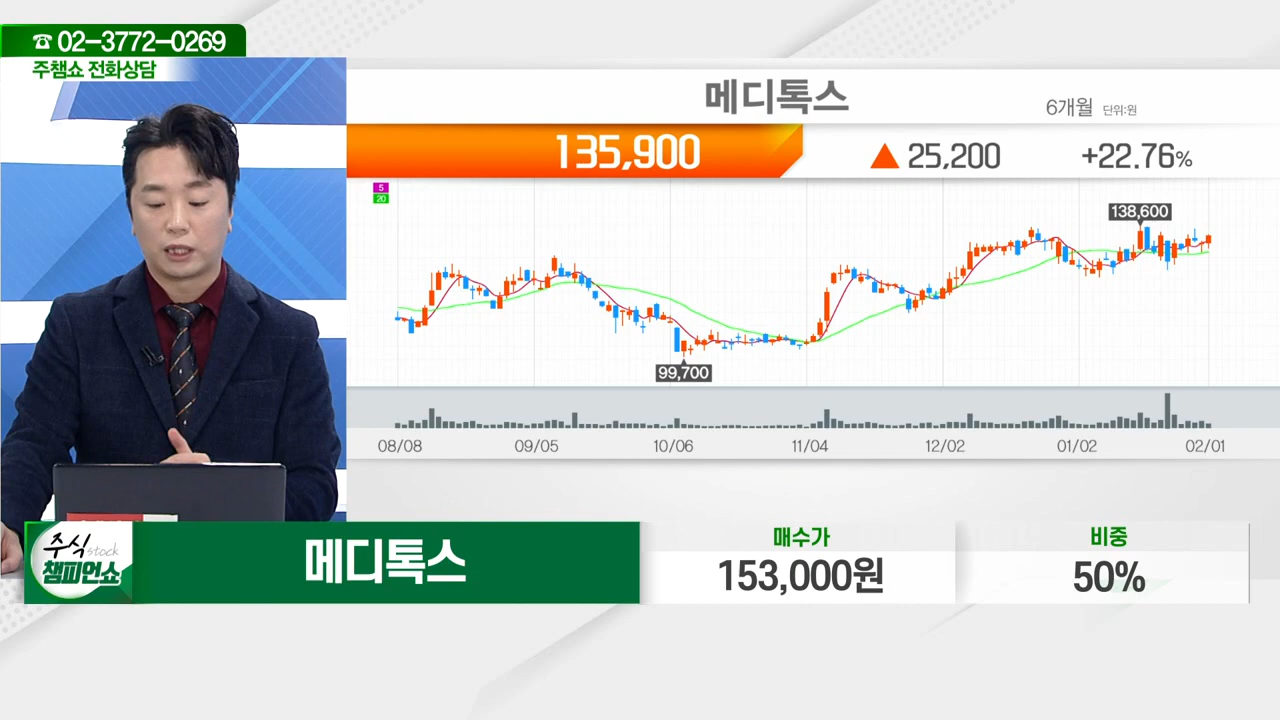 ☎ 02-3772-0269
주챔쇼 전화상담
메디톡스
6개월 단위:원
135,900 ▲ 25,200 +22.76%
5
20
138,600
99,700
08/08 09/05 10/06 11/04 12/02 01/02 02/01
주식 stock
챔피언쇼
메디톡스
매수가
153,000원
비중
50%